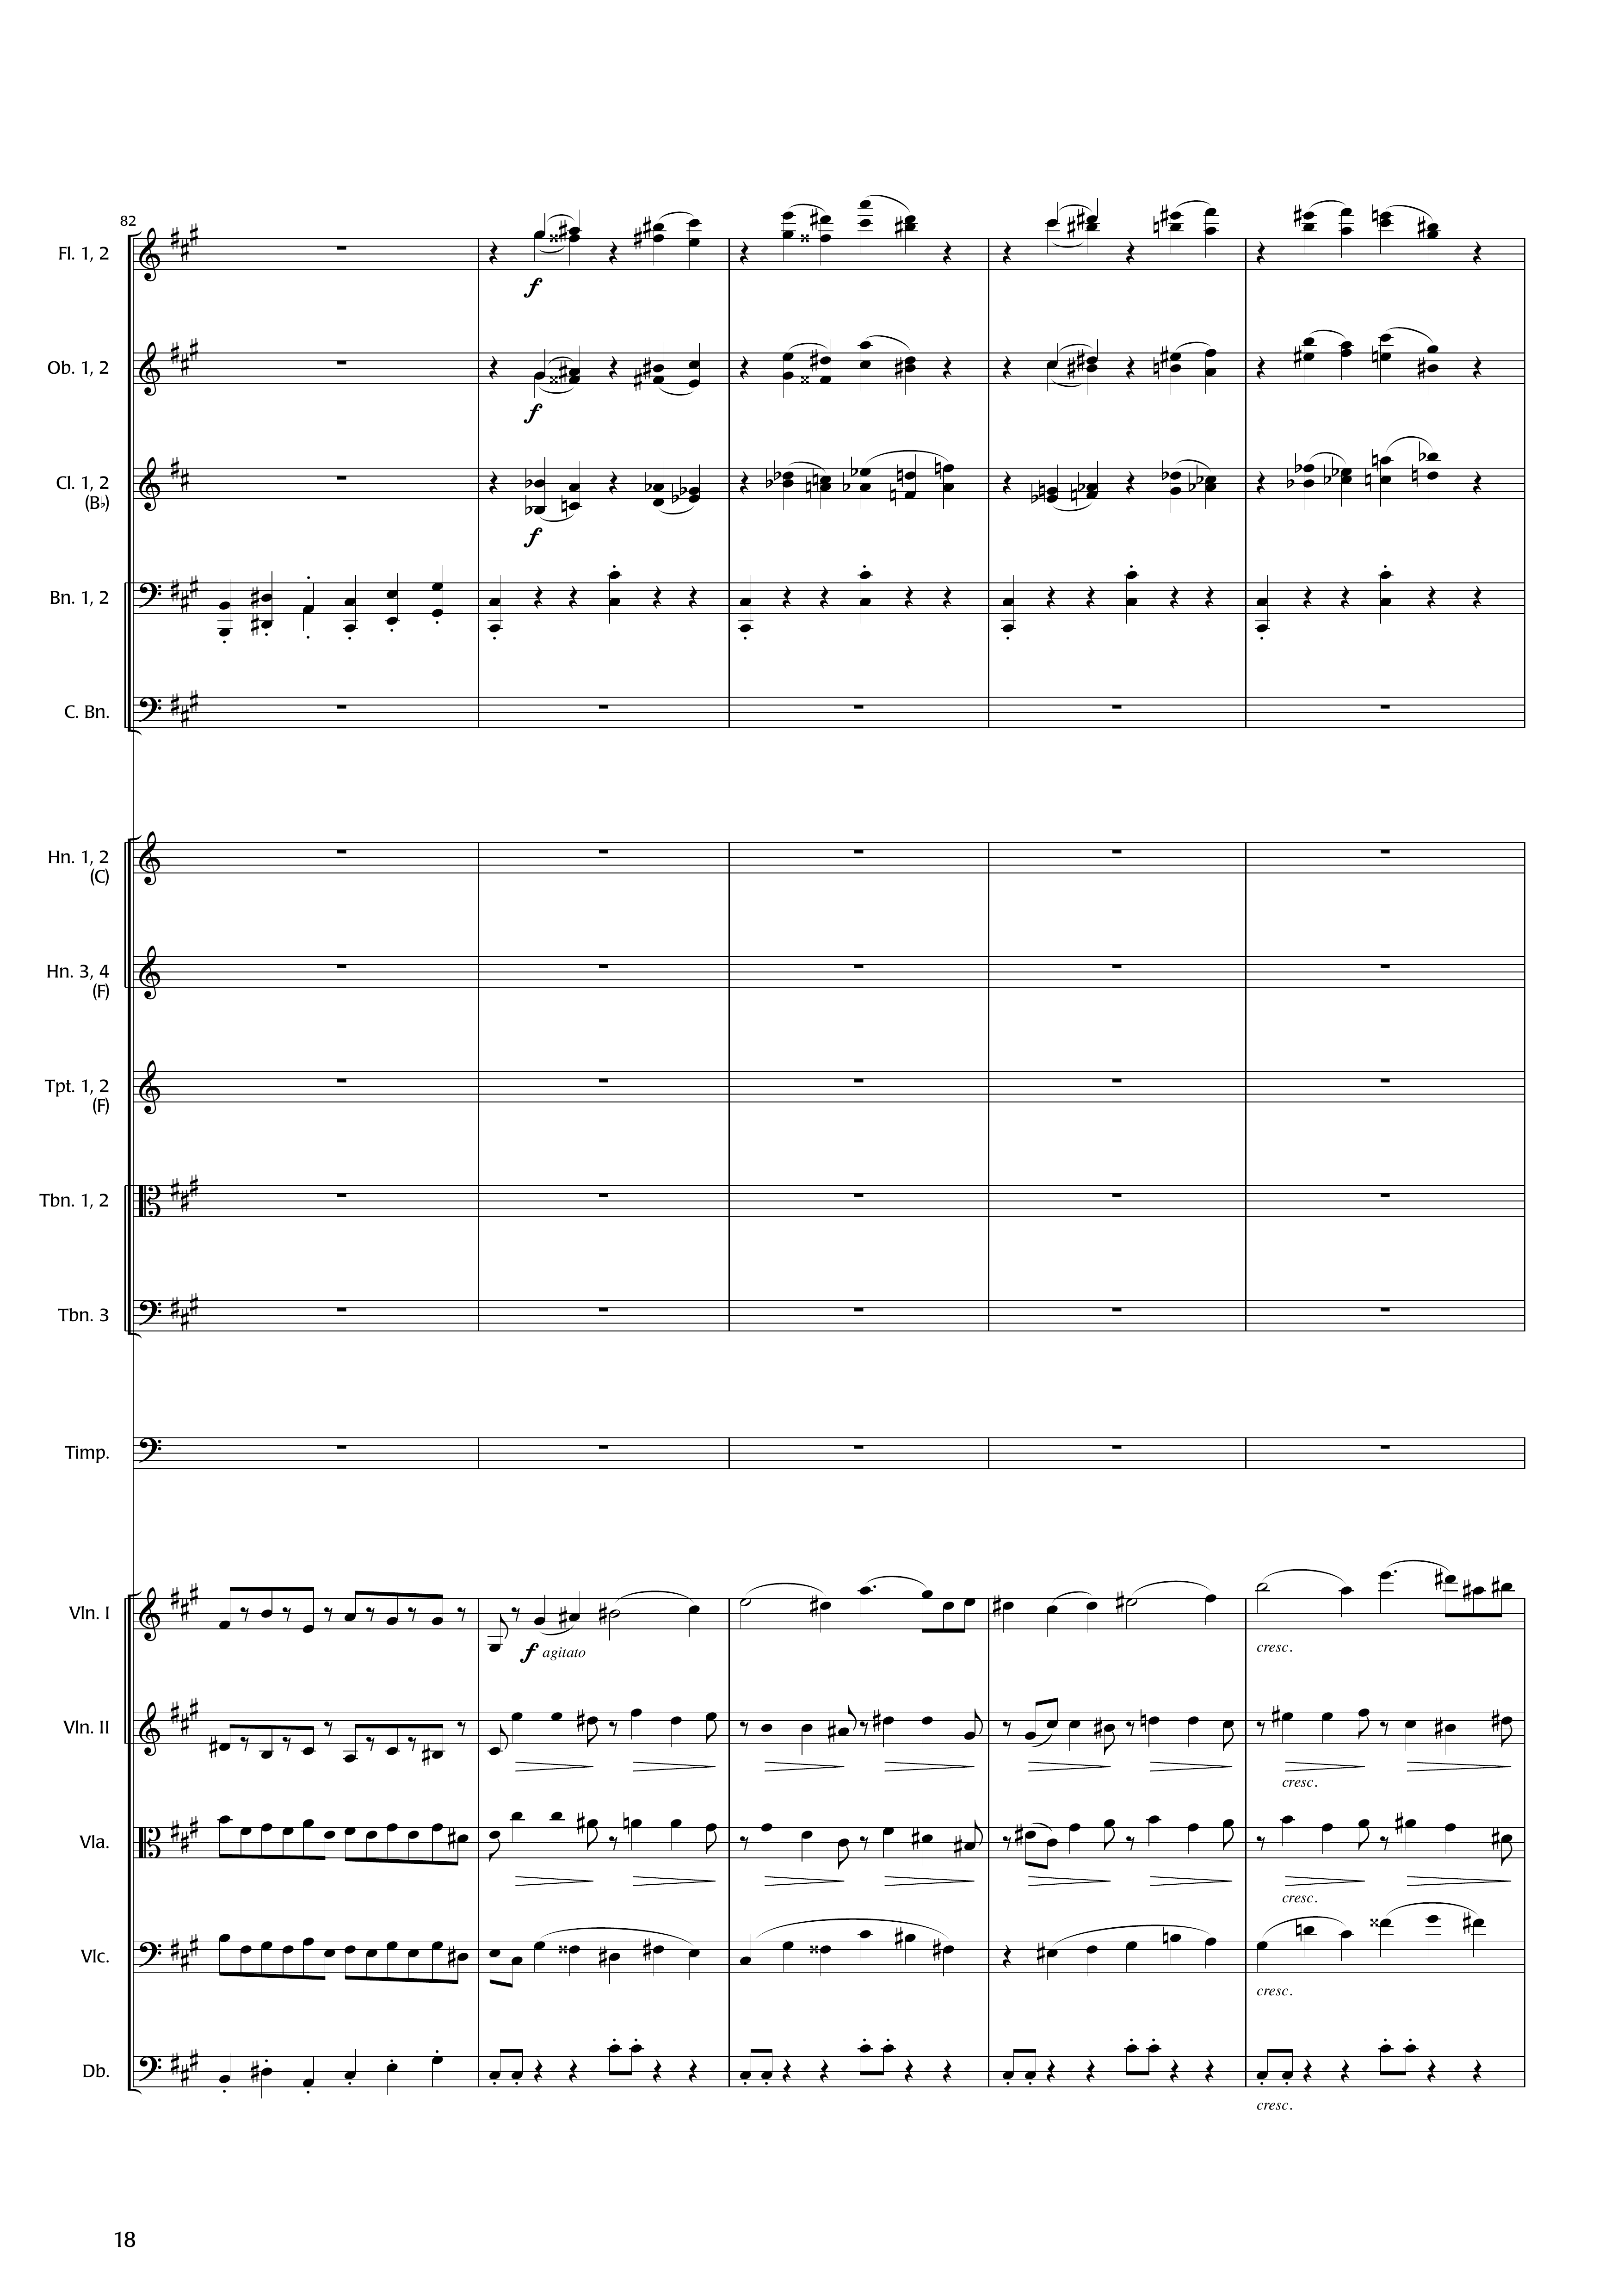 82
Fl. 1, 2
f
Ob. 1, 2
f
Cl. 1, 2
(B♭)
f
Bn. 1, 2
C. Bn.
Hn. 1, 2
(C)
Hn. 3, 4
(F)
Tpt. 1, 2
(F)
Tbn. 1, 2
Tbn. 3
Timp.
Vln. I
f agitato cresc.
Vln. II
cresc.
Vla.
cresc.
Vlc.
cresc.
Db.
cresc.
18